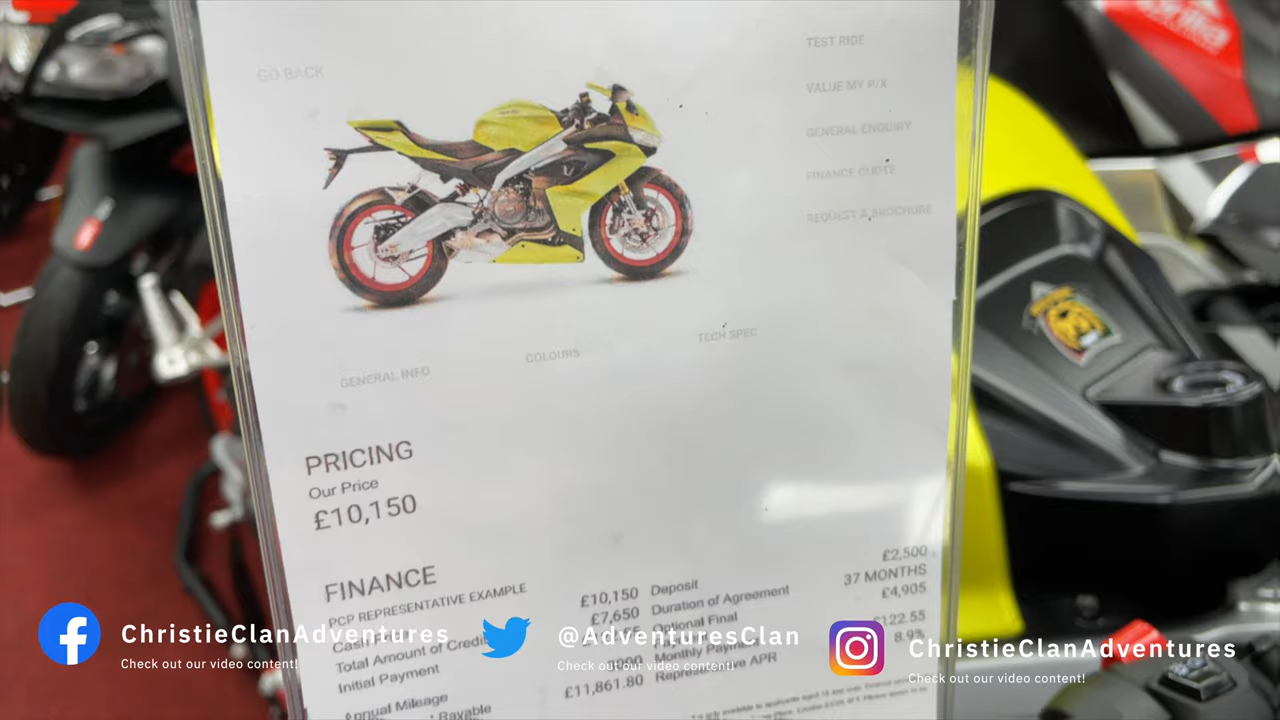 GO BACK
TEST RIDE
VALUE MY P/X
GENERAL ENQUIRY
FINANCE QUOTE
REQUEST A BROCHURE
GENERAL INFO
COLOURS
TECH SPEC
PRICING
Our Price
£10,150
FINANCE
PCP REPRESENTATIVE EXAMPLE
£10,150 Deposit £2,500
£7,650 Duration of Agreement 37 MONTHS
Total Amount of Credit Optional Final £4,905
Initial Payment Monthly Payment £122.55
Annual Mileage Representative APR 8.9%
Payable £11,861.80
ChristieClanAdventures
Check out our video content!
@AdventuresClan
Check out our video content!
ChristieClanAdventures
Check out our video content!